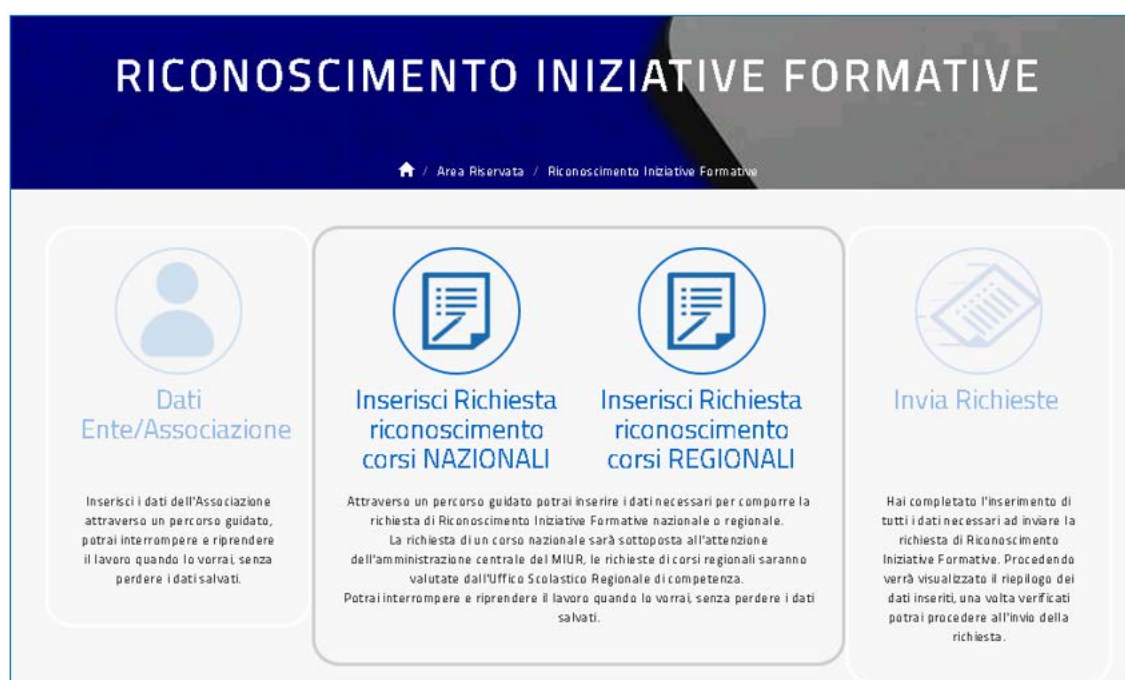 RICONOSCIMENTO INIZIATIVE FORMATIVE
/ Area Riservata / Riconoscimento Iniziative Formative
Dati
Ente/Associazione
Inserisci i dati dell'Associazione
attraverso un percorso guidato,
potrai interrompere e riprendere
il lavoro quando lo vorrai, senza
perdere i dati salvati.
Inserisci Richiesta
riconoscimento
corsi NAZIONALI
Inserisci Richiesta
riconoscimento
corsi REGIONALI
Attraverso un percorso guidato potrai inserire i dati necessari per comporre la
richiesta di Riconoscimento Iniziative Formative nazionale o regionale.
La richiesta di un corso nazionale sarà sottoposta all'attenzione
dell'amministrazione centrale del MIUR, le richieste di corsi regionali saranno
valutate dall'Uffico Scolastico Regionale di competenza.
Potrai interrompere e riprendere il lavoro quando lo vorrai, senza perdere i dati
salvati.
Invia Richieste
Hai completato l'inserimento di
tutti i dati necessari ad inviare la
richiesta di Riconoscimento
Iniziative Formative. Procedendo
verrà visualizzato il riepilogo dei
dati inseriti, una volta verificati
potrai procedere all'invio della
richiesta.